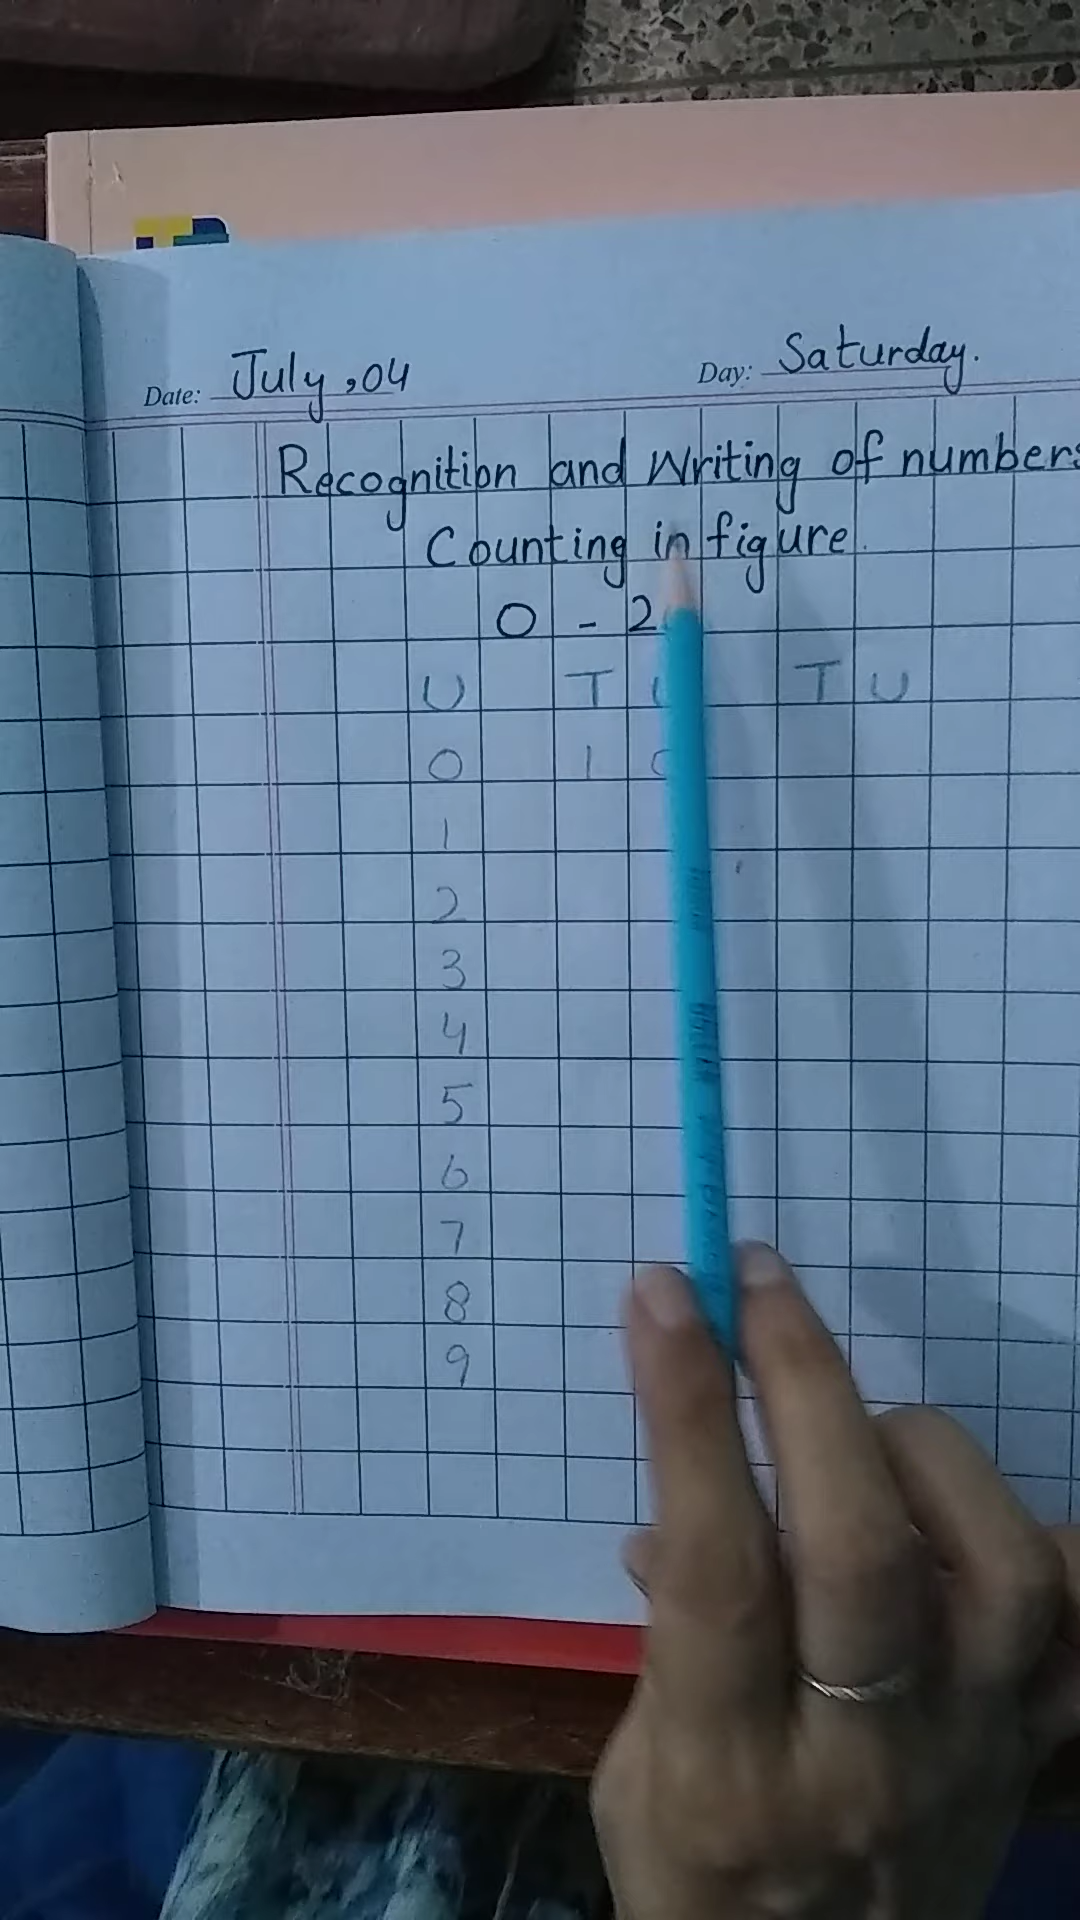 Date: July, 04 Day: Saturday.
Recognition and Writing of numbers
Counting in figure.
0 - 2
U T T U
0 1
1
2
3
4
5
6
7
8
9